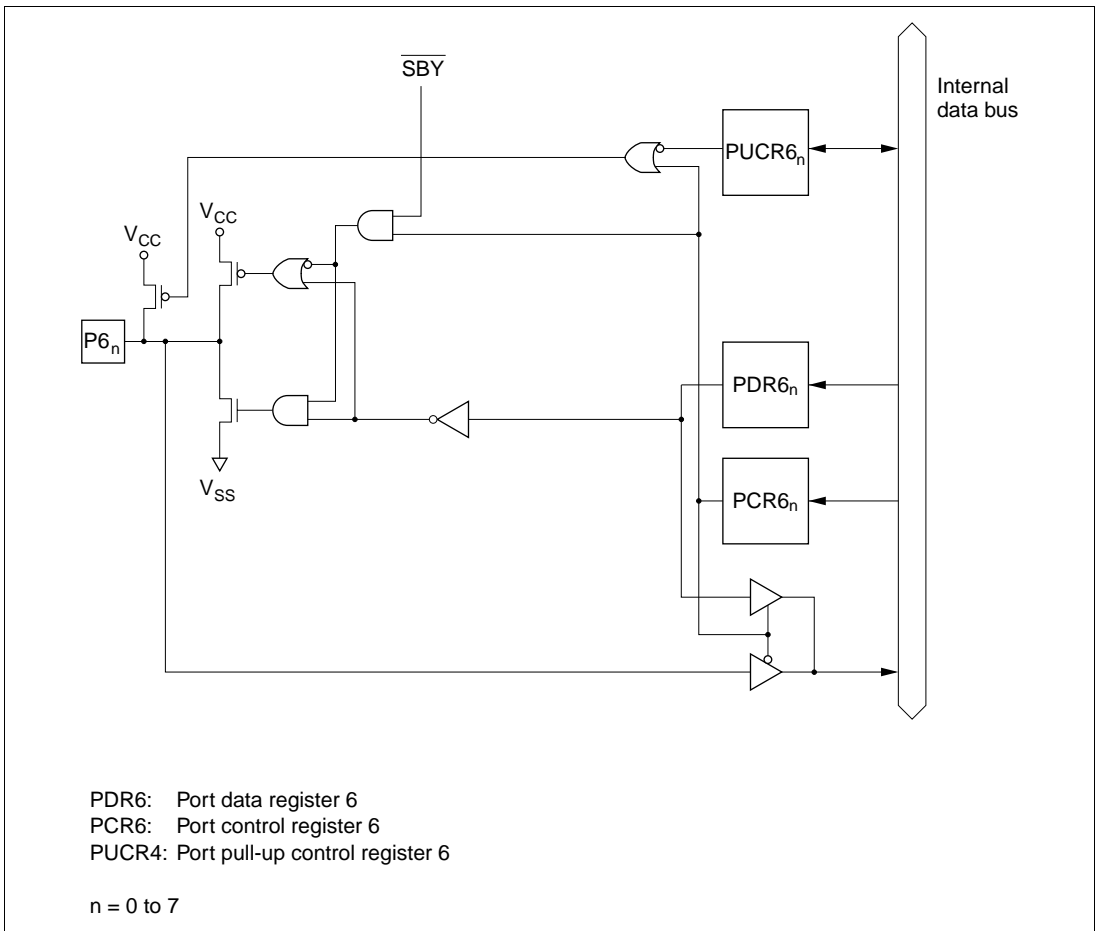 SBY
Internal
data bus
PUCR6n
VCC
VCC
P6n
PDR6n
VSS
PCR6n
PDR6: Port data register 6
PCR6: Port control register 6
PUCR4: Port pull-up control register 6
n = 0 to 7